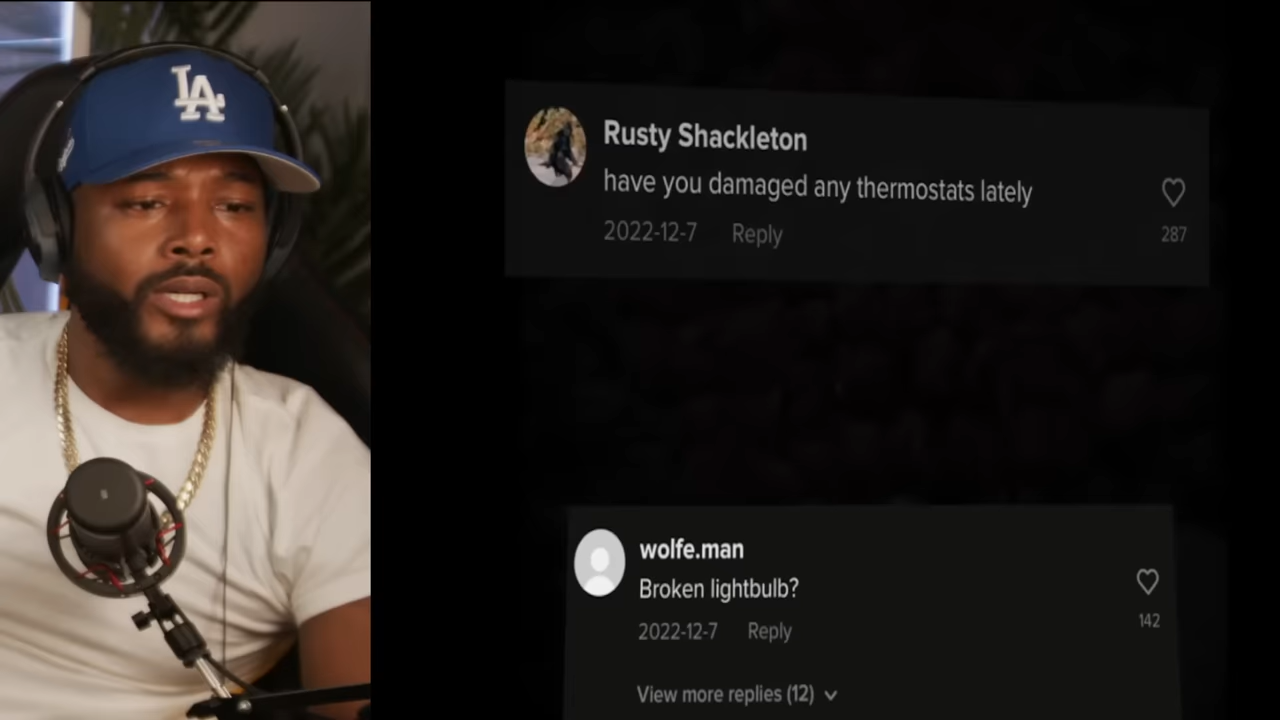 LA
Rusty Shackleton
have you damaged any thermostats lately
2022-12-7 Reply
287
wolfe.man
Broken lightbulb?
2022-12-7 Reply
142
View more replies (12)